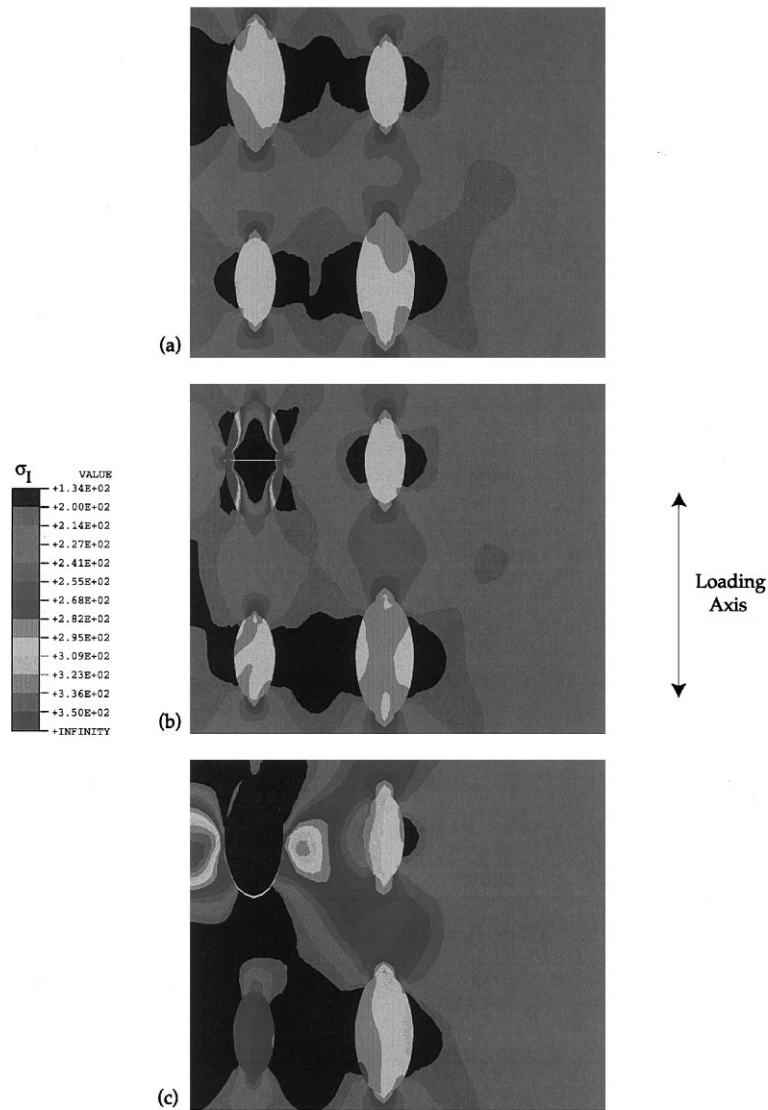 (a)
σI
VALUE
+1.34E+02
+2.00E+02
+2.14E+02
+2.27E+02
+2.41E+02
+2.55E+02
+2.68E+02
+2.82E+02
+2.95E+02
+3.09E+02
+3.23E+02
+3.36E+02
+3.50E+02
+INFINITY
(b)
Loading
Axis
(c)